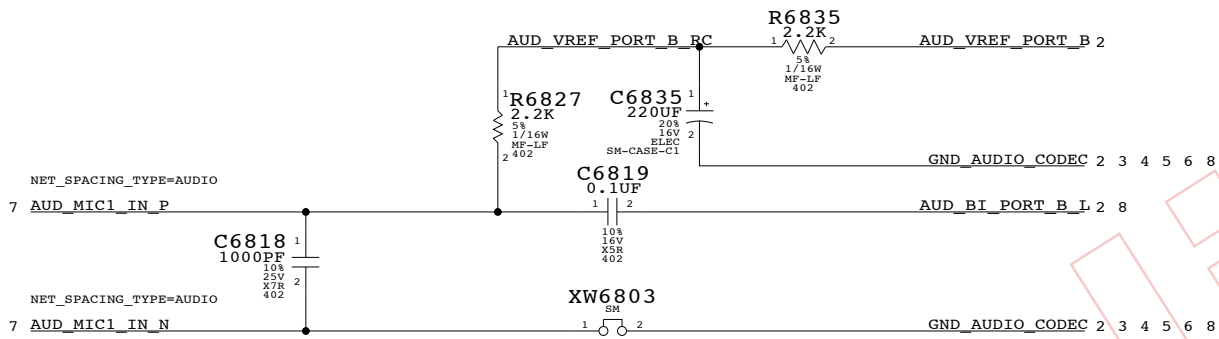 R6835
2.2K
AUD_VREF_PORT_B_RC 1 2 AUD_VREF_PORT_B 2
5%
1/16W
MF-LF
402
1
R6827
2.2K
5%
1/16W
MF-LF
402
2
C6835 1
220UF +
20%
16V 2
ELEC
SM-CASE-C1
GND_AUDIO_CODEC 2 3 4 5 6 8
C6819
0.1UF
NET_SPACING_TYPE=AUDIO
7 AUD_MIC1_IN_P 1 2 AUD_BI_PORT_B_L 2 8
10%
16V
X5R
402
C6818 1
1000PF
10%
25V
X7R 2
402
NET_SPACING_TYPE=AUDIO
XW6803
SM
7 AUD_MIC1_IN_N 1 2 GND_AUDIO_CODEC 2 3 4 5 6 8